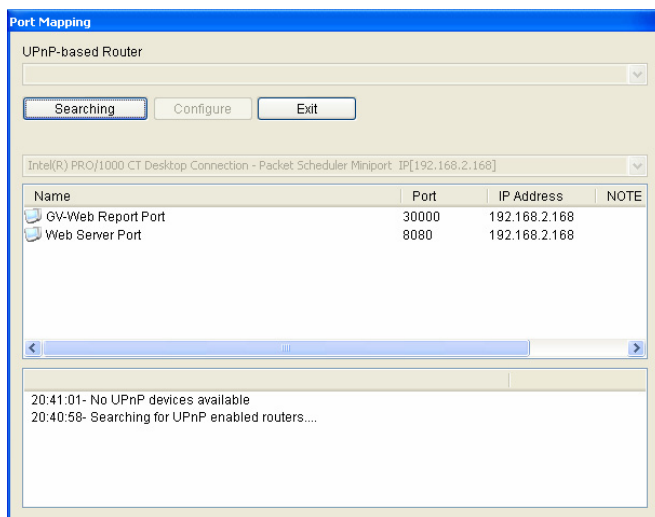 Port Mapping
UPnP-based Router
Searching Configure Exit
Intel(R) PRO/1000 CT Desktop Connection - Packet Scheduler Miniport IP[192.168.2.168]
Name Port IP Address NOTE
GV-Web Report Port 30000 192.168.2.168
Web Server Port 8080 192.168.2.168
20:41:01- No UPnP devices available
20:40:58- Searching for UPnP enabled routers....